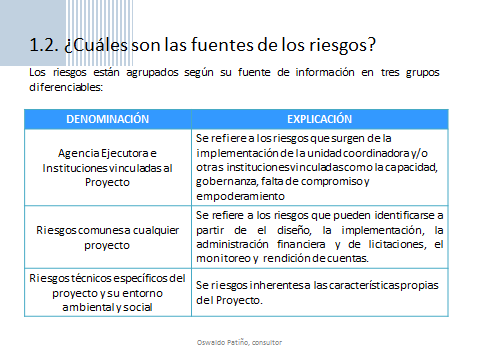 1.2. ¿Cuáles son las fuentes de los riesgos?
Los riesgos están agrupados según su fuente de información en tres grupos
diferenciables:
DENOMINACIÓN
EXPLICACIÓN
Agencia Ejecutora e
Instituciones vinculadas al
Proyecto
Se refiere a los riesgos que surgen de la
implementación de la unidad coordinadora y/o
otras instituciones vinculadas como la capacidad,
gobernanza, falta de compromiso y
empoderamiento
Riesgos comunes a cualquier
proyecto
Se refiere a los riesgos que pueden identificarse a
partir de el diseño, la implementación, la
administración financiera y de licitaciones, el
monitoreo y rendición de cuentas.
Riesgos técnicos específicos del
proyecto y su entorno
ambiental y social
Se riesgos inherentes a las características propias
del Proyecto.
Oswaldo Patiño, consultor